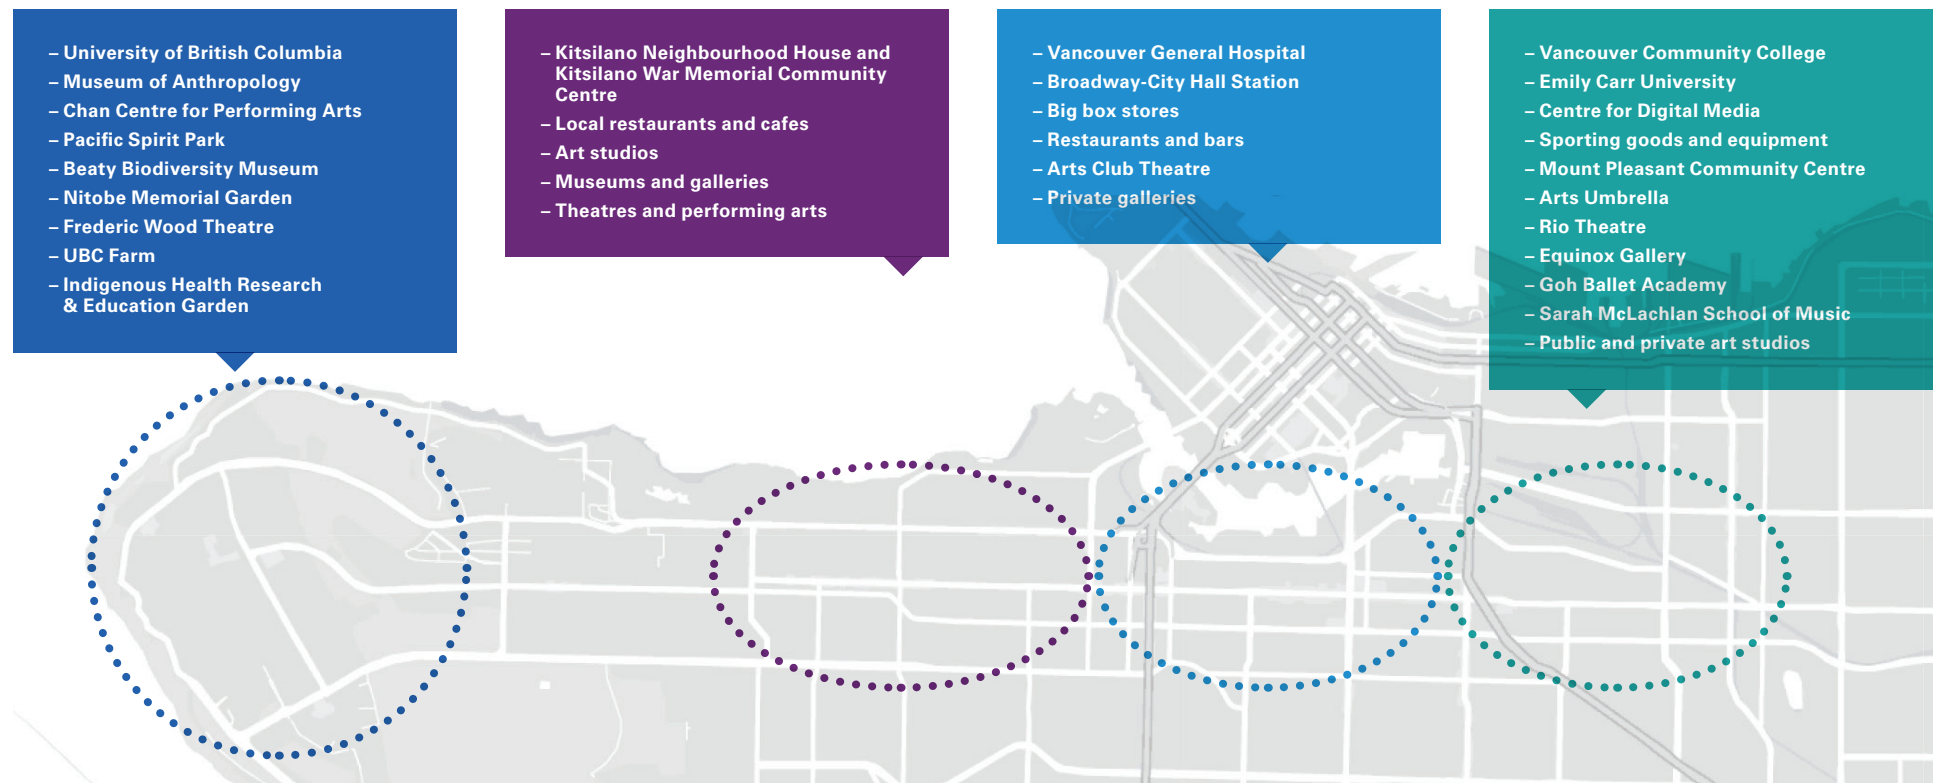 – University of British Columbia
– Museum of Anthropology
– Chan Centre for Performing Arts
– Pacific Spirit Park
– Beaty Biodiversity Museum
– Nitobe Memorial Garden
– Frederic Wood Theatre
– UBC Farm
– Indigenous Health Research
& Education Garden
– Kitsilano Neighbourhood House and
Kitsilano War Memorial Community
Centre
– Local restaurants and cafes
– Art studios
– Museums and galleries
– Theatres and performing arts
– Vancouver General Hospital
– Broadway-City Hall Station
– Big box stores
– Restaurants and bars
– Arts Club Theatre
– Private galleries
– Vancouver Community College
– Emily Carr University
– Centre for Digital Media
– Sporting goods and equipment
– Mount Pleasant Community Centre
– Arts Umbrella
– Rio Theatre
– Equinox Gallery
– Goh Ballet Academy
– Sarah McLachlan School of Music
– Public and private art studios